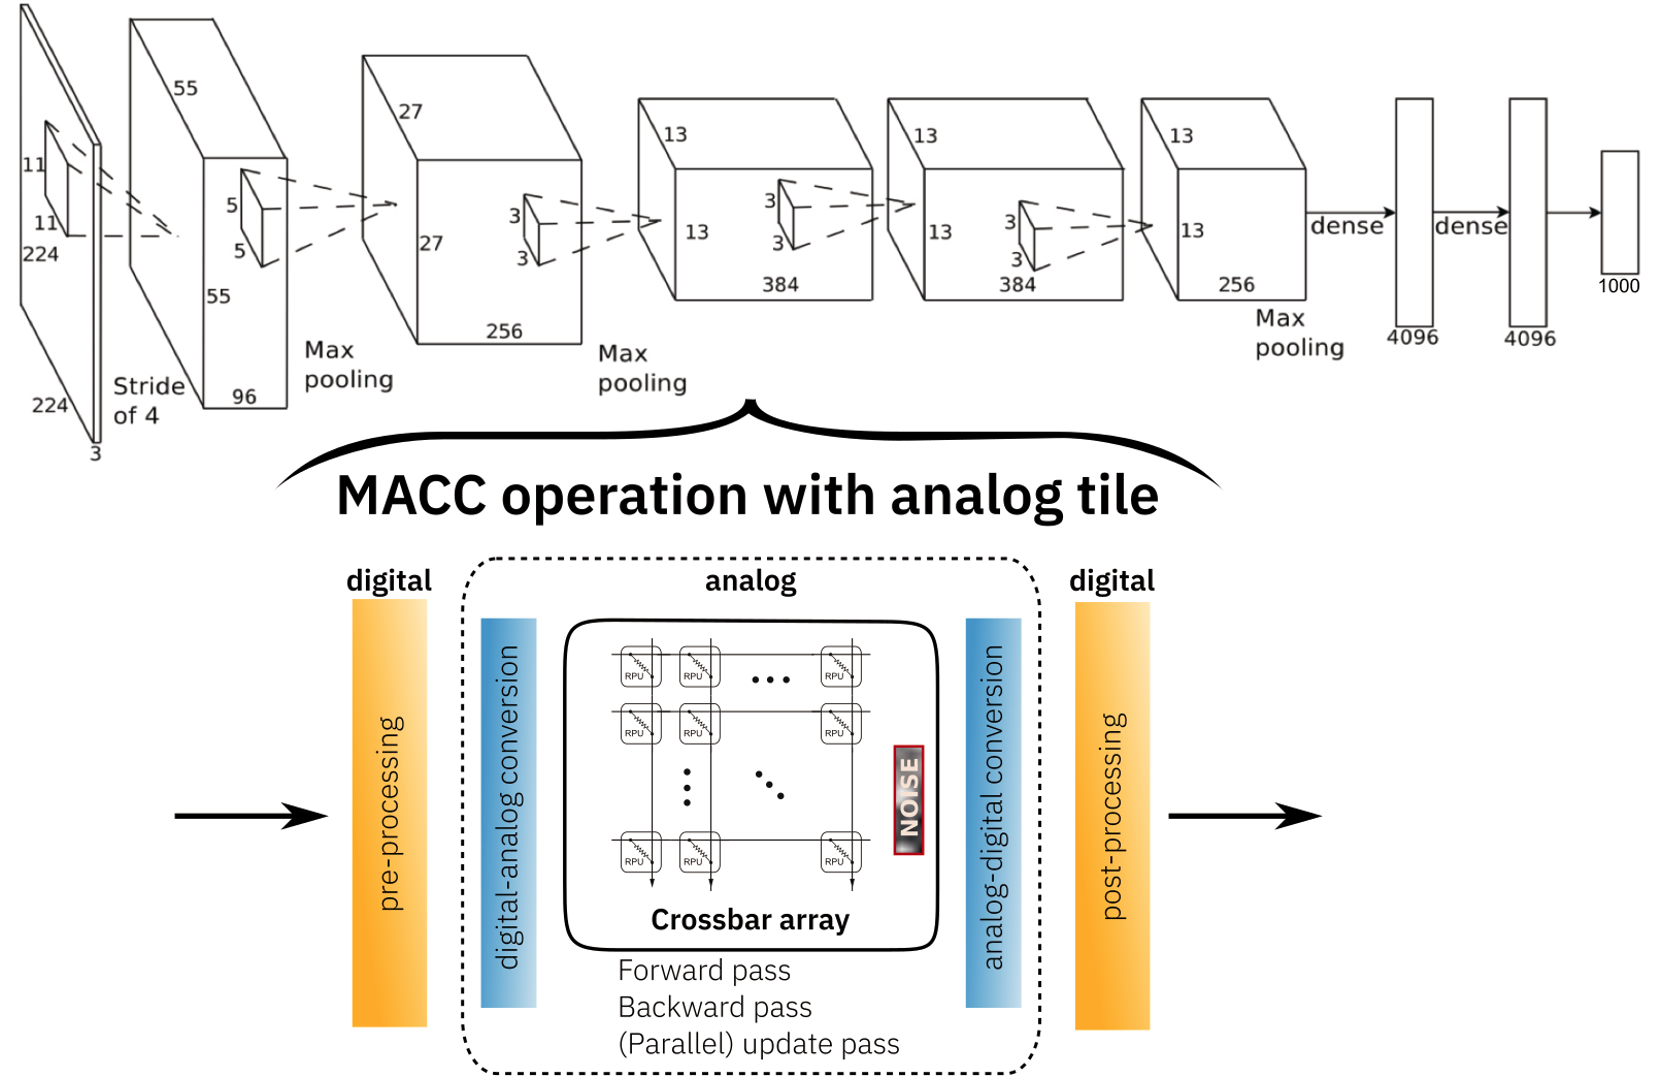 55
27
13
13
13
11
11
224
5
5
55
3
3
27
3
3
13
3
3
13
13
dense
dense
384
384
256
1000
96
256
Max
pooling
Max
pooling
Max
pooling
4096
4096
224
Stride
of 4
3
MACC operation with analog tile
digital
analog
digital
pre-processing
digital-analog conversion
RPU
RPU
RPU
RPU
RPU
RPU
RPU
RPU
RPU
NOISE
Crossbar array
analog-digital conversion
post-processing
Forward pass
Backward pass
(Parallel) update pass